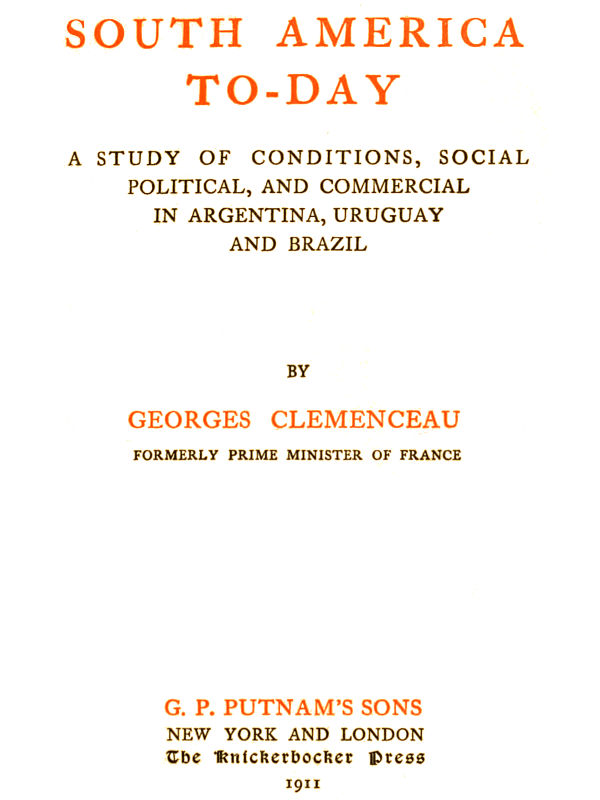 SOUTH AMERICA
TO-DAY
A STUDY OF CONDITIONS, SOCIAL
POLITICAL, AND COMMERCIAL
IN ARGENTINA, URUGUAY
AND BRAZIL
BY
GEORGES CLEMENCEAU
FORMERLY PRIME MINISTER OF FRANCE
G. P. PUTNAM'S SONS
NEW YORK AND LONDON
The Knickerbocker Press
1911